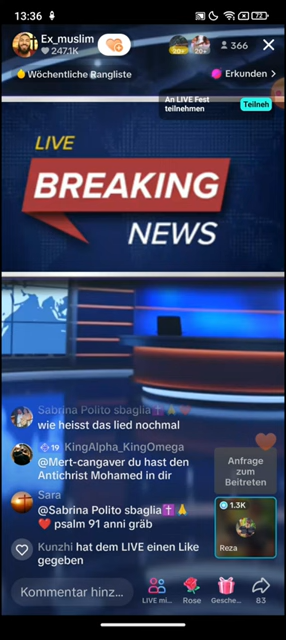 13:36
72
Ex_muslim
247.1K
20+
20+
366
Wöchentliche Rangliste
Erkunden >
An LIVE Fest
teilnehmen
Teilneh
LIVE
BREAKING
NEWS
Sabrina Polito sbaglia✝️🙏❤️
wie heisst das lied nochmal
19 KingAlpha_KingOmega
@Mert-cangaver du hast den
Antichrist Mohamed in dir
Sara
@Sabrina Polito sbaglia✝️🙏
❤️ psalm 91 anni gräb
Kunzhi hat dem LIVE einen Like
gegeben
Anfrage
zum
Beitreten
1.3K
Reza
Kommentar hinz...
LIVE mi...
Rose
Gesche...
83